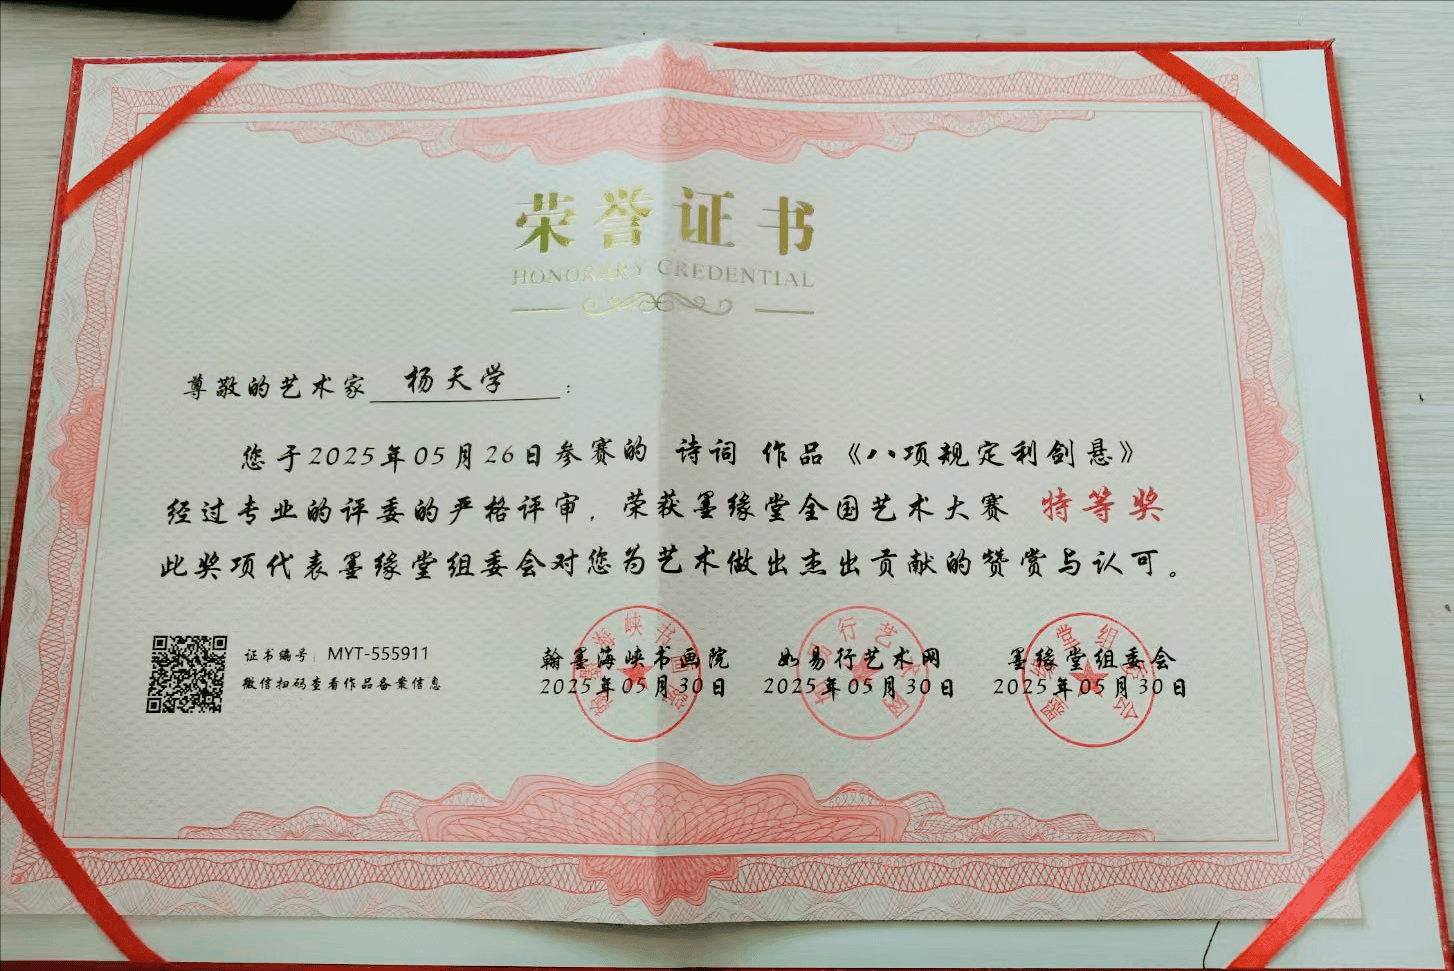 荣誉证书
HONORARY CREDENTIAL
尊敬的艺术家 杨天学 :
您于2025年05月26日参赛的 诗词 作品《八项规定利剑悬》
经过专业的评委的严格评审, 荣获墨缘堂全国艺术大赛 特等奖
此奖项代表墨缘堂组委会对您为艺术做出杰出贡献的赞赏与认可。
证书编号: MYT-555911
微信扫码查看作品备案信息
翰墨海峡书画院
2025年05月30日
如易行艺术网
2025年05月30日
墨缘堂组委会
2025年05月30日